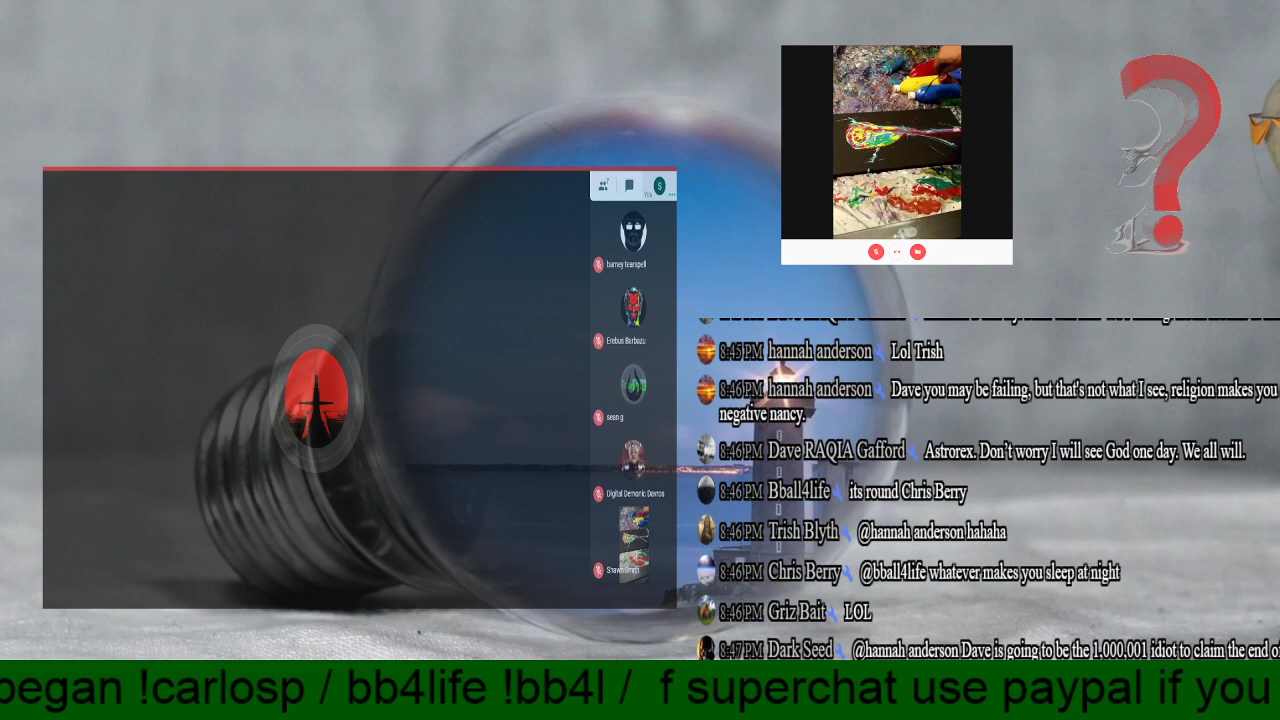 7
You
S
barney tearspell
Erebus Barbazu
sean g
Digital Demonic Devros
Shawn Smith
?
8:45 PM hannah anderson Lol Trish
8:46 PM hannah anderson Dave you may be failing, but that's not what I see, religion makes you
negative nancy.
8:46 PM Dave RAQIA Gafford Astrorex. Don't worry I will see God one day. We all will.
8:46 PM Bball4life its round Chris Berry
8:46 PM Trish Blyth @hannah anderson hahaha
8:46 PM Chris Berry @bball4life whatever makes you sleep at night
8:46 PM Griz Bait LOL
8:47 PM Dark Seed @hannah anderson Dave is going to be the 1,000,001 idiot to claim the end of
began !carlosp / bb4life !bb4l / f superchat use paypal if you